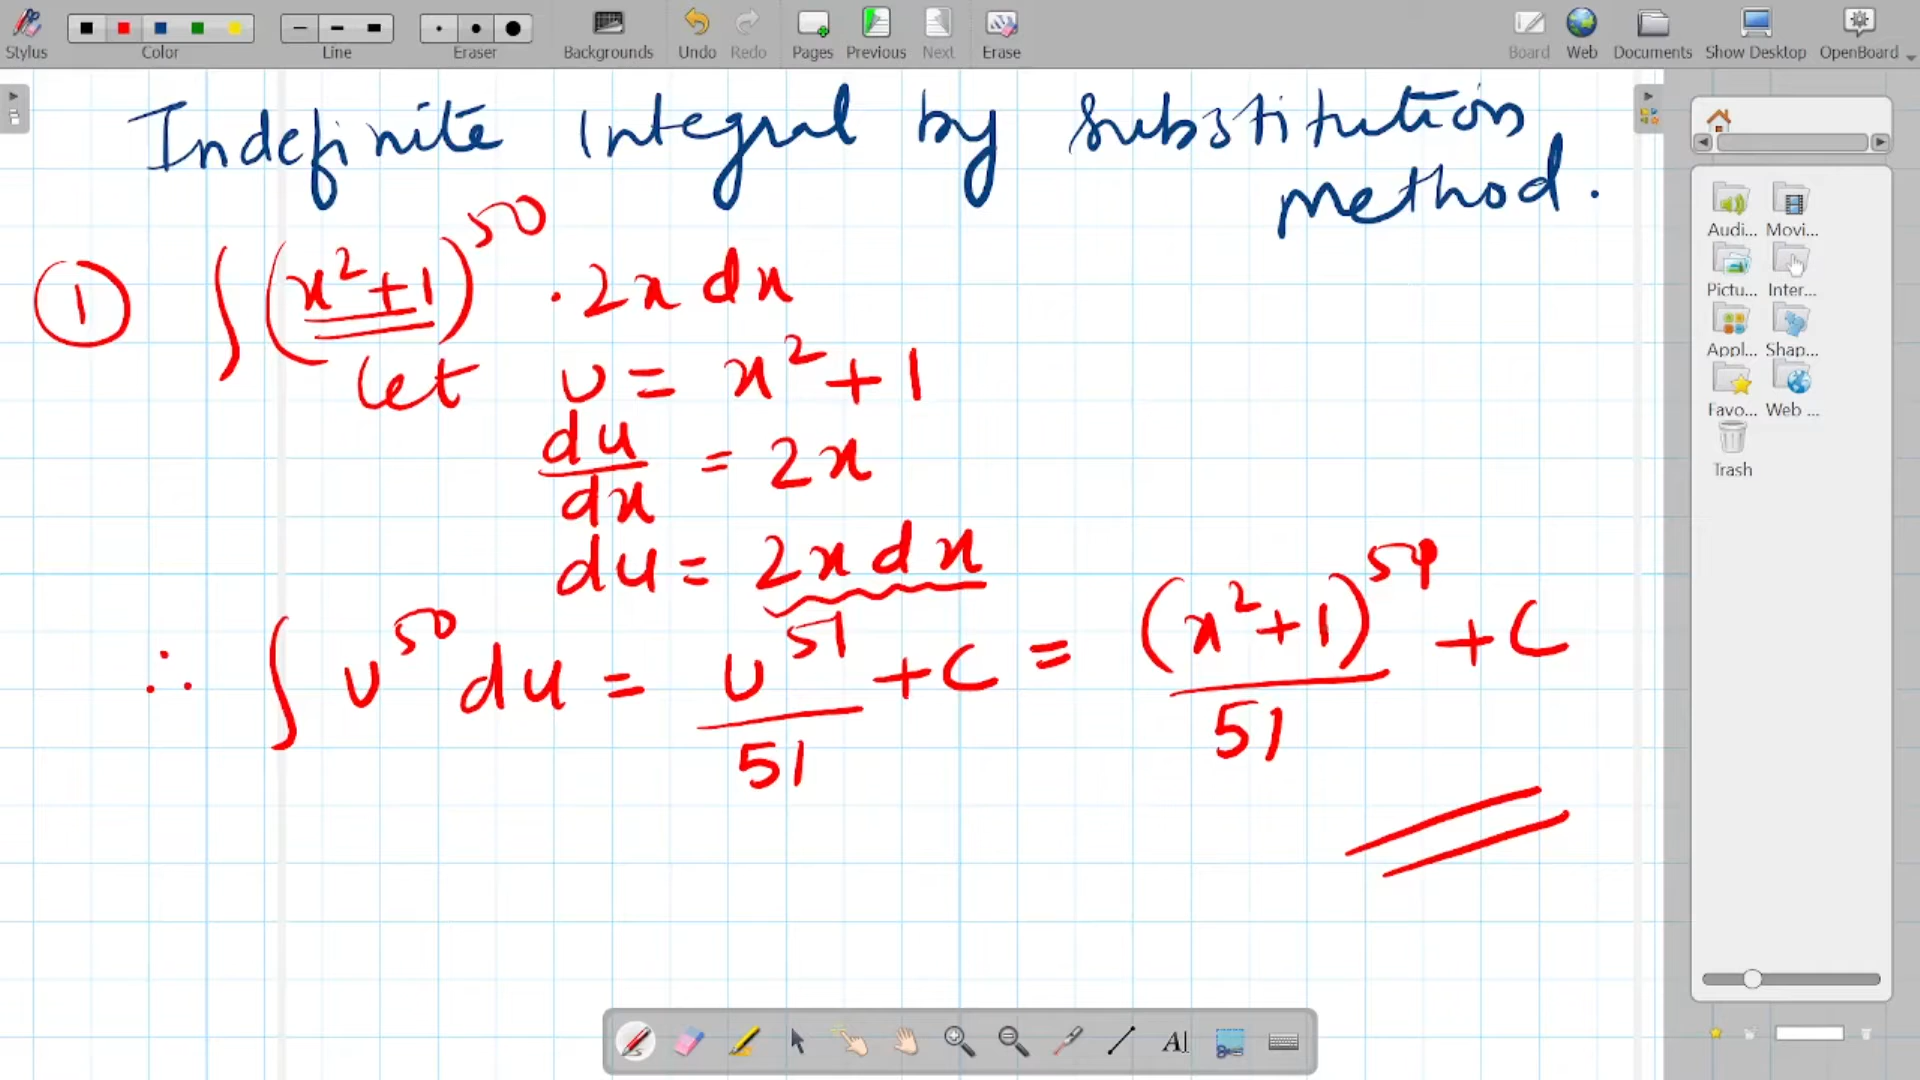 Stylus Color Line Eraser Backgrounds Undo Redo Pages Previous Next Erase Board Web Documents Show Desktop OpenBoard
Indefinite Integral by substitution
method.
① ∫(x²+1)⁵⁰ · 2x dx
let u = x²+1
du/dx = 2x
du = 2x dx
∴ ∫ u⁵⁰ du = u⁵¹/51 + C = (x²+1)⁵¹/51 + C
Audi... Movi...
Pictu... Inter...
Appl... Shap...
Favo... Web ...
Trash
AI